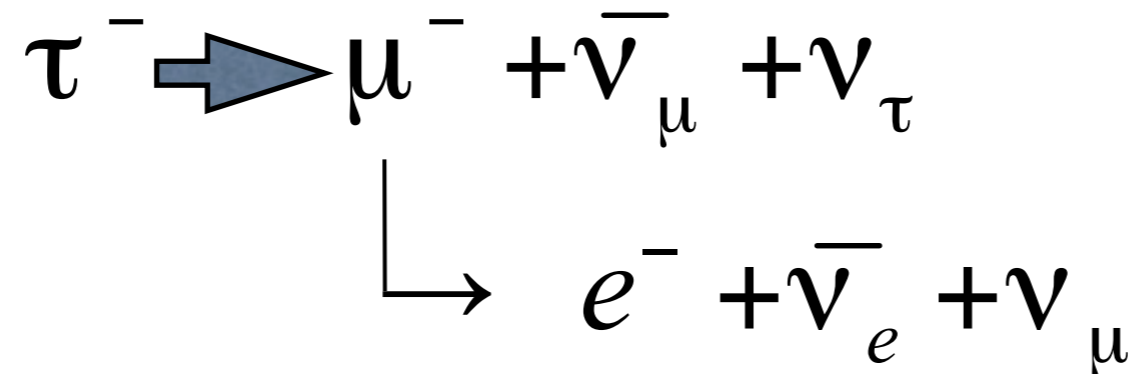 τ⁻ → μ⁻ + ν̄_μ + ν_τ
→ e⁻ + ν̄_e + ν_μ